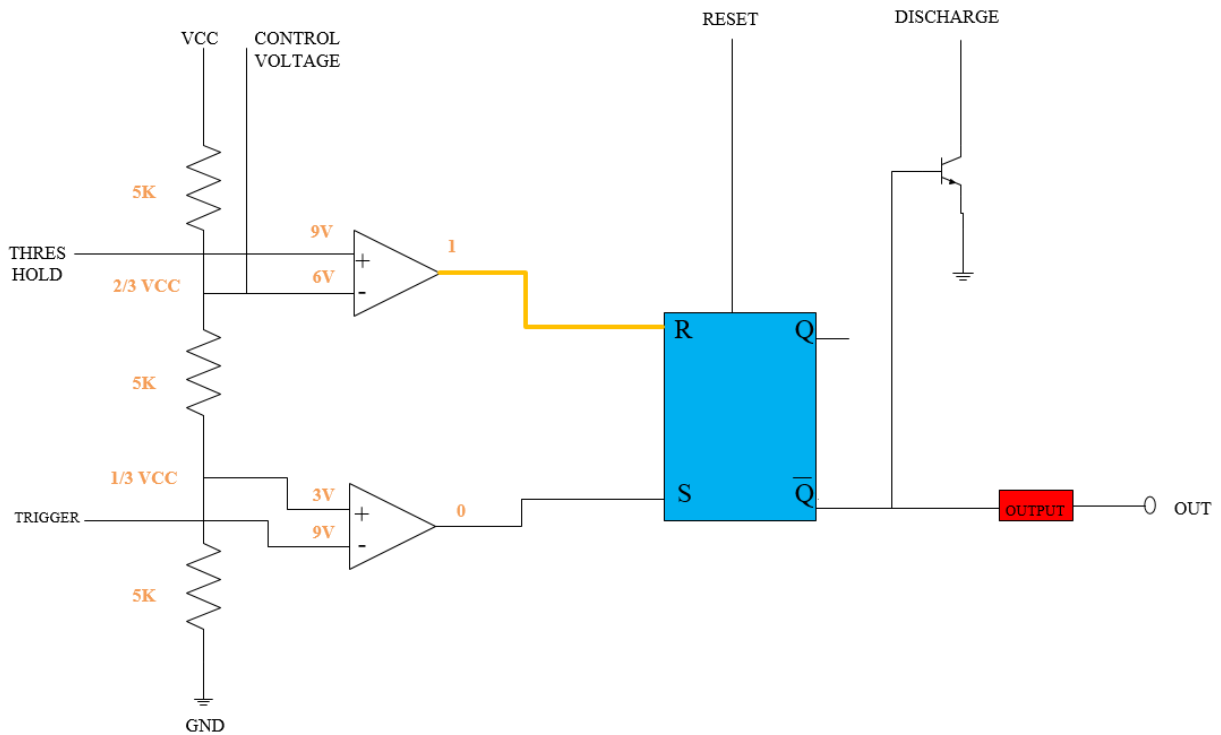 RESET
DISCHARGE
VCC
CONTROL
VOLTAGE
5K
THRES
HOLD
9V
1
2/3 VCC
6V
+
-
R
Q
5K
1/3 VCC
3V
0
S
Q̅
TRIGGER
9V
+
-
OUTPUT
OUT
5K
GND